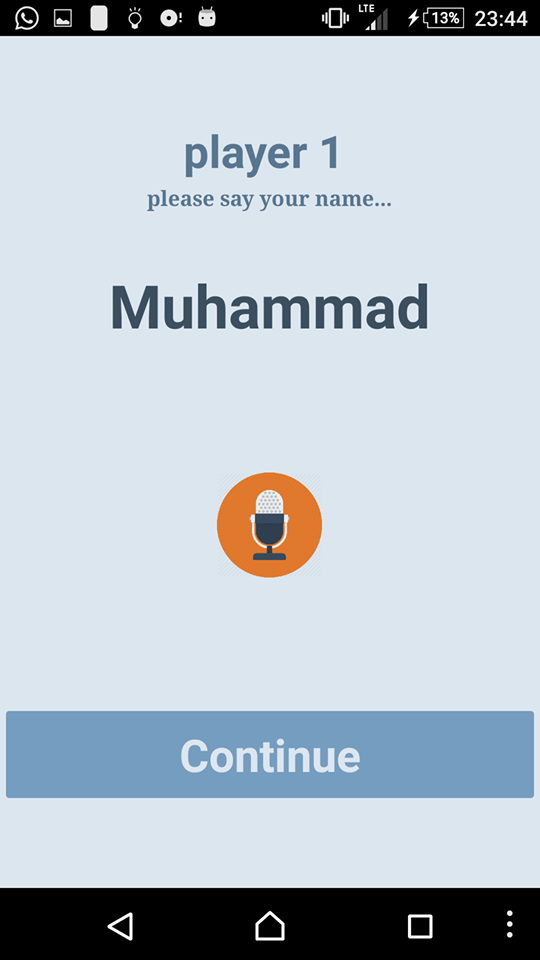 LTE 13% 23:44
player 1
please say your name...
Muhammad
Continue